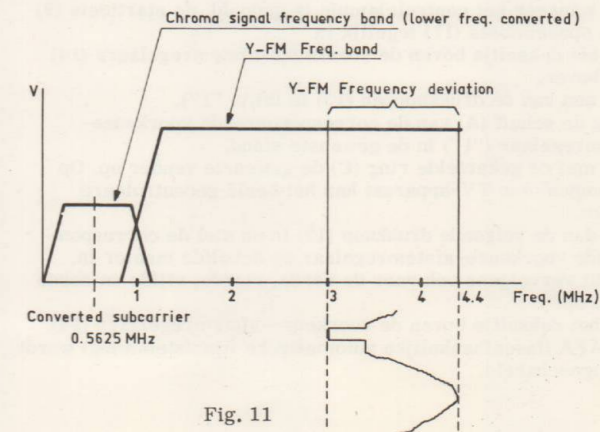 Chroma signal frequency band (lower freq. converted)
Y-FM Freq. band
Y-FM Frequency deviation
V
1
2
3
4
4.4
Freq. (MHz)
Converted subcarrier
0.5625 MHz
Fig. 11